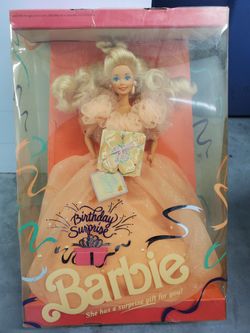 Birthday
Surprise
Barbie
She has a surprise gift for you!